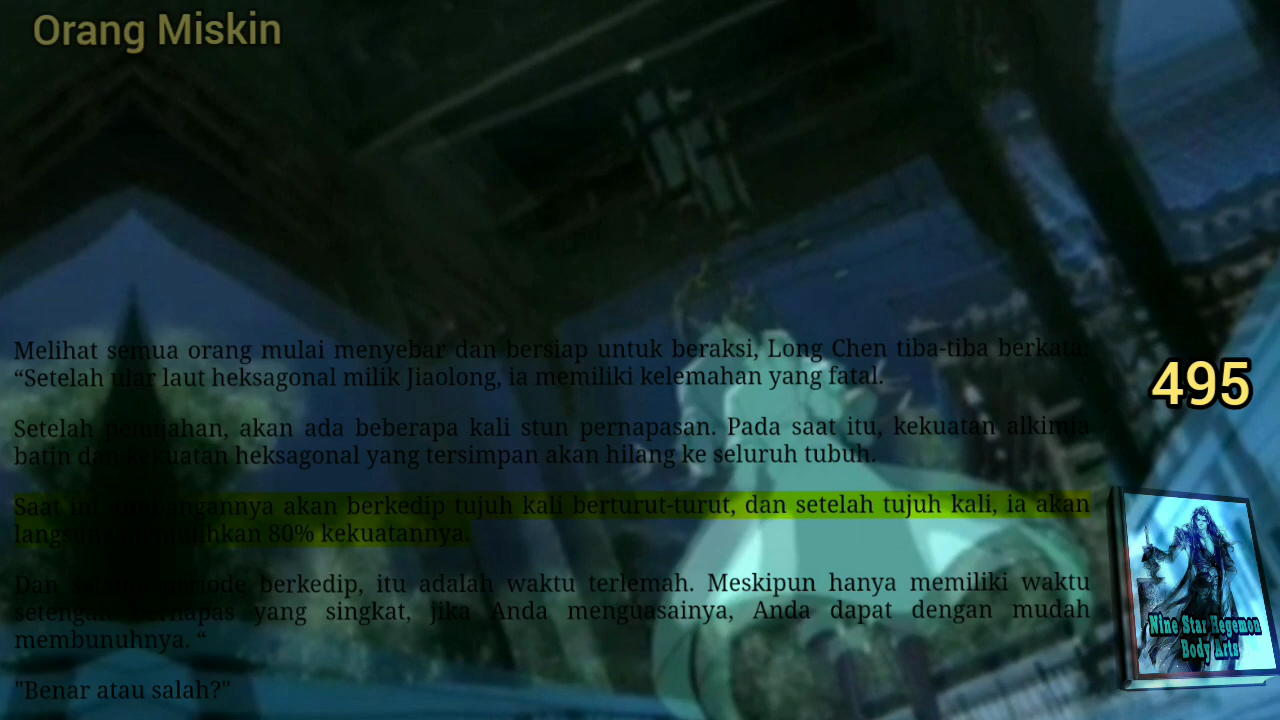 Orang Miskin
Melihat semua orang mulai menyebar dan bersiap untuk beraksi, Long Chen tiba-tiba berkata:
“Setelah ular laut heksagonal milik Jiaolong, ia memiliki kelemahan yang fatal.
Setelah pemijahan, akan ada beberapa kali stun pernapasan. Pada saat itu, kekuatan alkimia
batin dan kekuatan heksagonal yang tersimpan akan hilang ke seluruh tubuh.
495
Saat ini, akan berkedip tujuh kali berturut-turut, dan setelah tujuh kali, ia akan
langsung memulihkan 80% kekuatannya.
Dan periode berkedip, itu adalah waktu terlemah. Meskipun hanya memiliki waktu
setengah bernapas yang singkat, jika Anda menguasainya, Anda dapat dengan mudah
membunuhnya. “
"Benar atau salah?"
Nine Star Hegemon
Body Arts